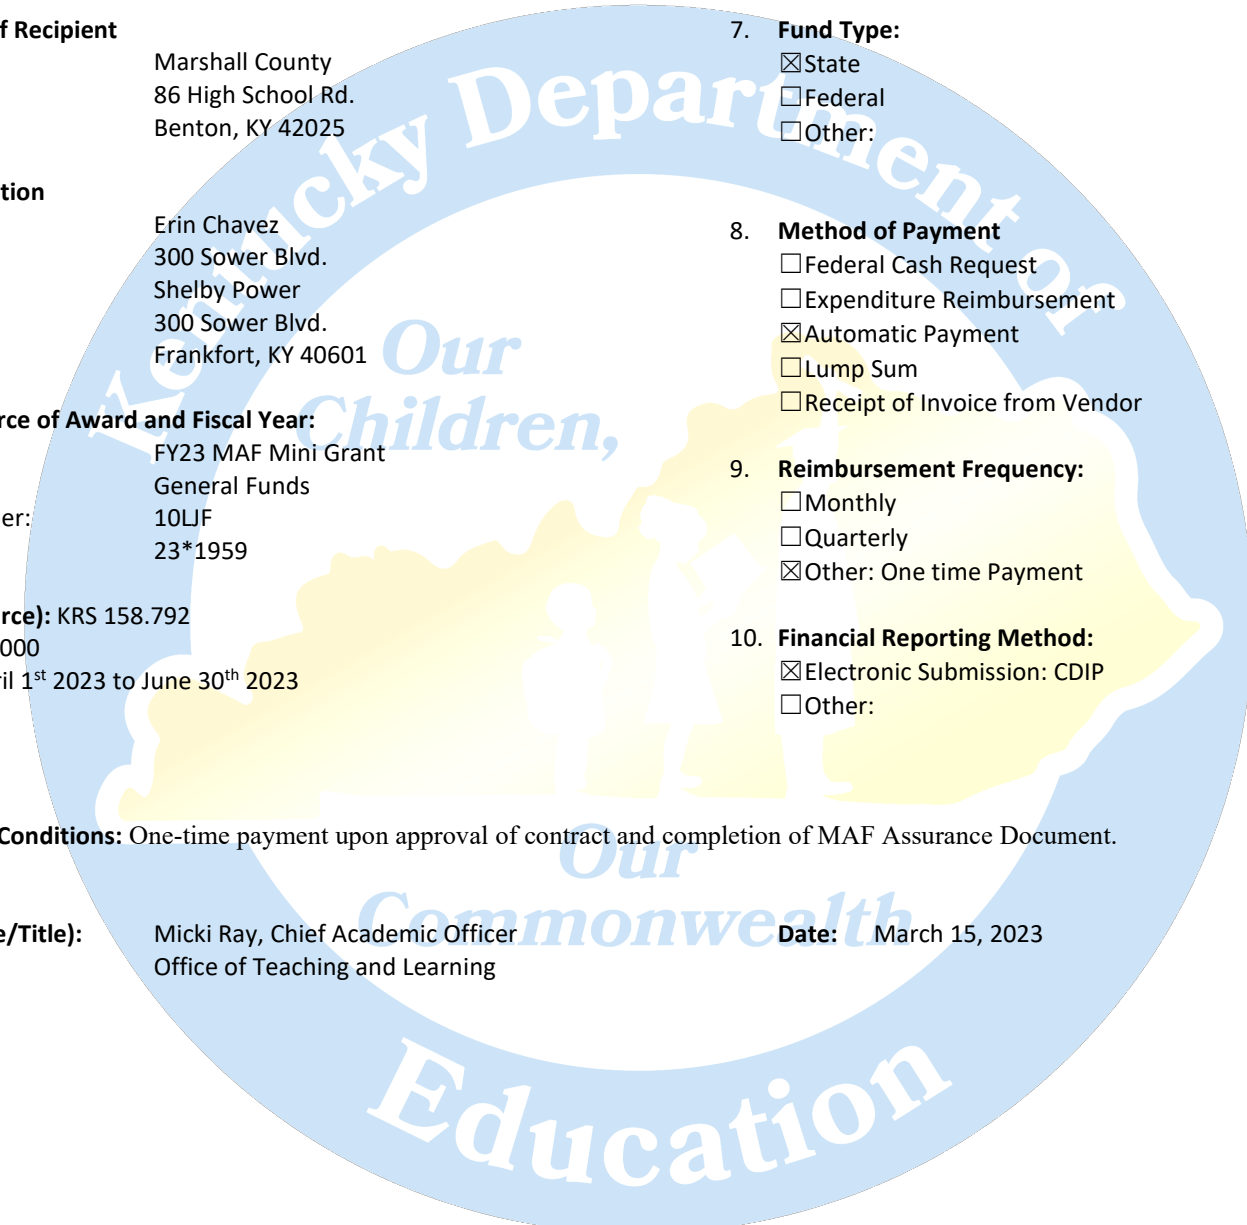 f Recipient
Marshall County
86 High School Rd.
Benton, KY 42025
tion
Erin Chavez
300 Sower Blvd.
Shelby Power
300 Sower Blvd.
Frankfort, KY 40601
rce of Award and Fiscal Year:
FY23 MAF Mini Grant
General Funds
er: 10LJF
23*1959
rce): KRS 158.792
000
ril 1st 2023 to June 30th 2023
7. Fund Type:
☒State
☐Federal
☐Other:
8. Method of Payment
☐Federal Cash Request
☐Expenditure Reimbursement
☒Automatic Payment
☐Lump Sum
☐Receipt of Invoice from Vendor
9. Reimbursement Frequency:
☐Monthly
☐Quarterly
☒Other: One time Payment
10. Financial Reporting Method:
☒Electronic Submission: CDIP
☐Other:
Conditions: One-time payment upon approval of contract and completion of MAF Assurance Document.
e/Title): Micki Ray, Chief Academic Officer Date: March 15, 2023
Office of Teaching and Learning
Kentucky Department of
Education
Our
Children,
Our
Commonwealth